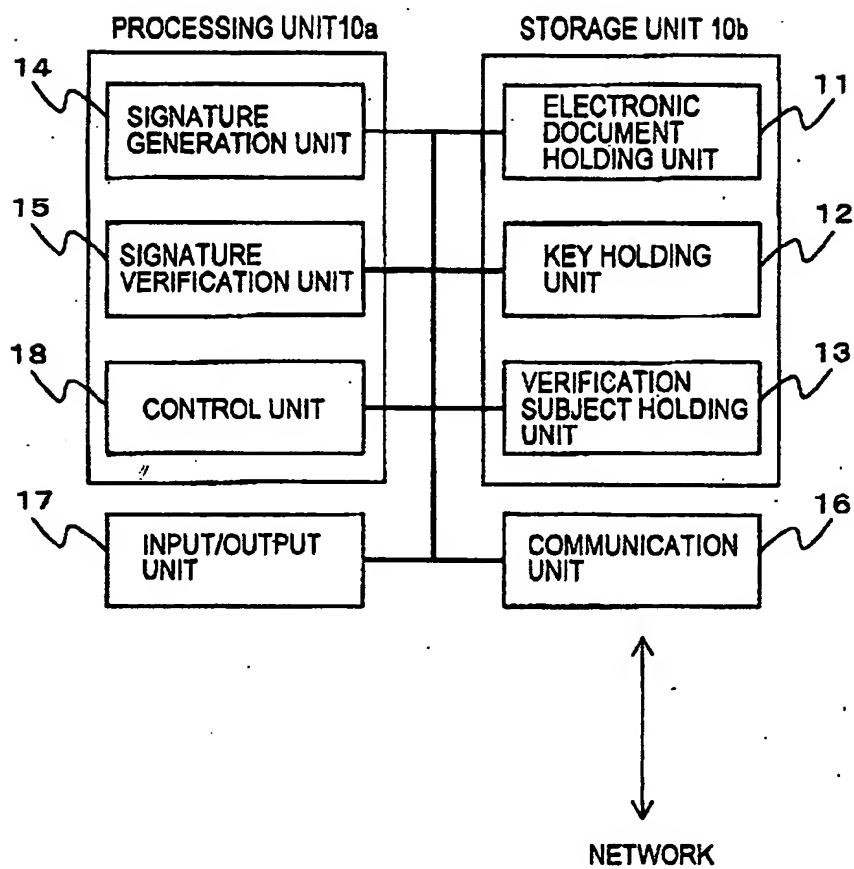 PROCESSING UNIT10a
STORAGE UNIT 10b
14
SIGNATURE
GENERATION UNIT
ELECTRONIC
DOCUMENT
HOLDING UNIT
11
15
SIGNATURE
VERIFICATION UNIT
KEY HOLDING
UNIT
12
18
CONTROL UNIT
VERIFICATION
SUBJECT HOLDING
UNIT
13
17
INPUT/OUTPUT
UNIT
COMMUNICATION
UNIT
16
NETWORK